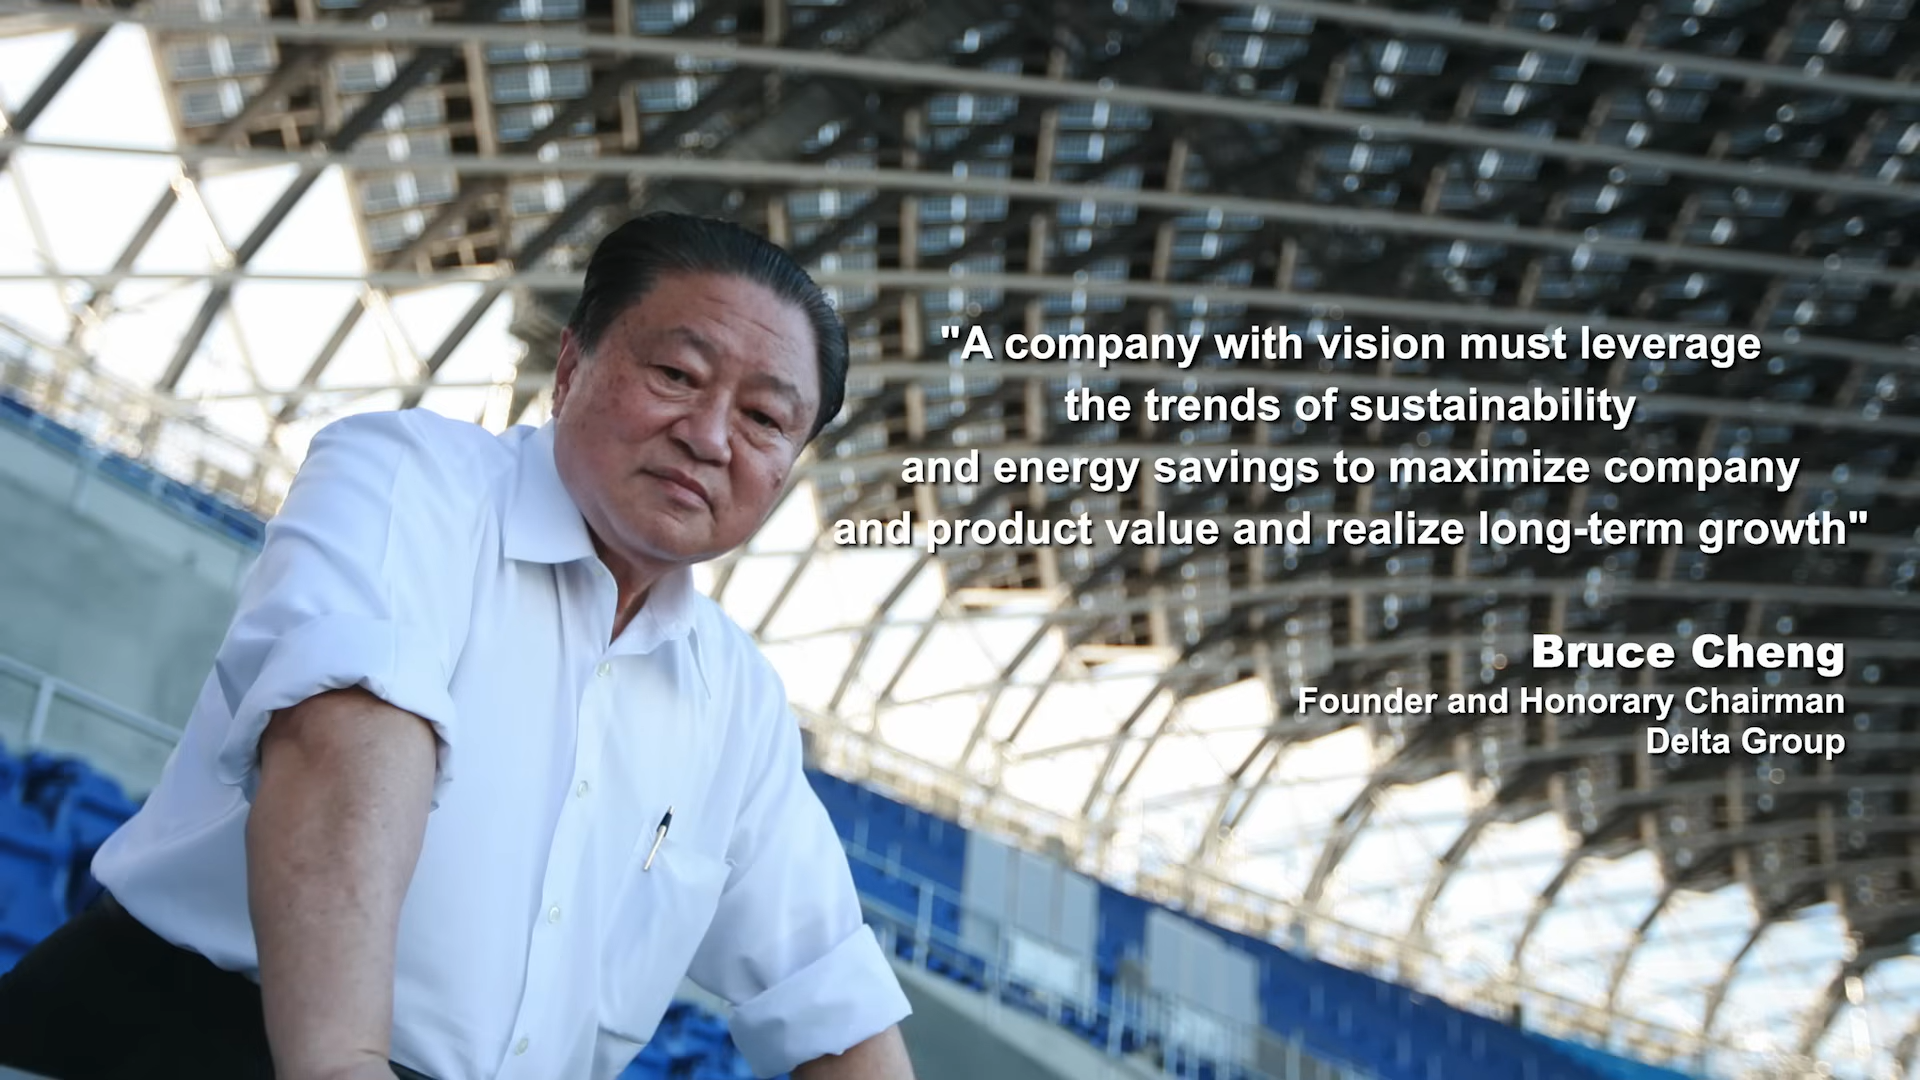 "A company with vision must leverage
the trends of sustainability
and energy savings to maximize company
and product value and realize long-term growth"
Bruce Cheng
Founder and Honorary Chairman
Delta Group